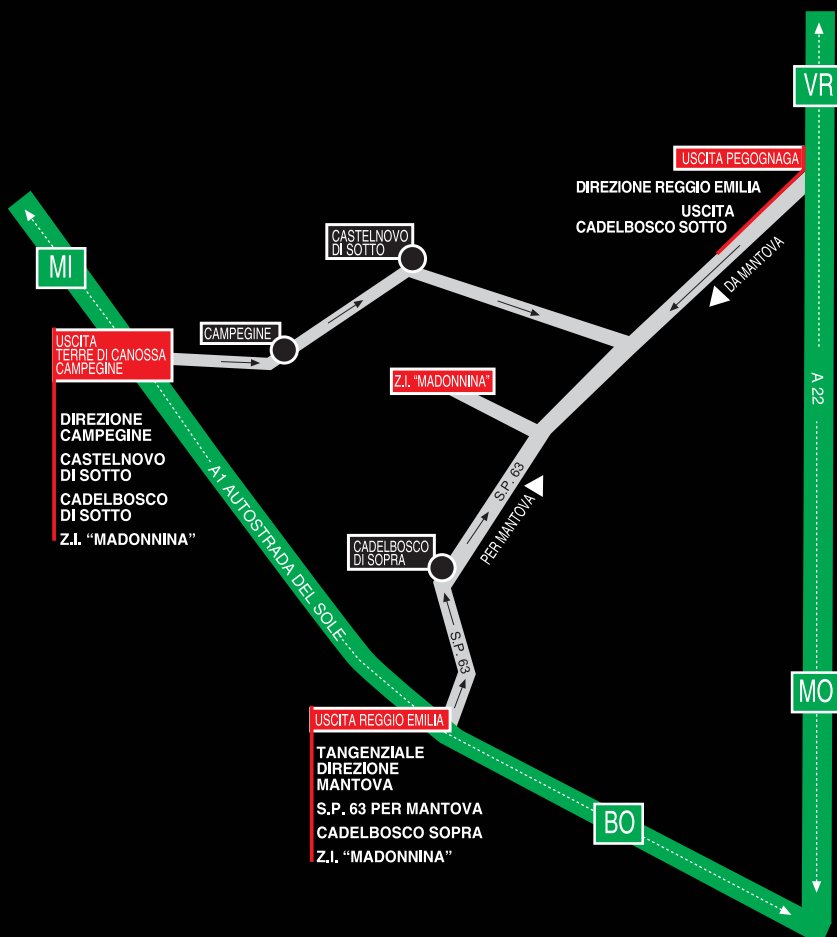 VR
USCITA PEGOGNAGA
DIREZIONE REGGIO EMILIA
USCITA
CADELBOSCO SOTTO
DA MANTOVA
CASTELNOVO
DI SOTTO
MI
CAMPEGINE
USCITA
TERRE DI CANOSSA
CAMPEGINE
Z.I. “MADONNINA”
A 22
DIREZIONE
CAMPEGINE
CASTELNOVO
DI SOTTO
CADELBOSCO
DI SOTTO
Z.I. “MADONNINA”
A1 AUTOSTRADA DEL SOLE
S.P. 63
PER MANTOVA
CADELBOSCO
DI SOPRA
S.P. 63
MO
USCITA REGGIO EMILIA
TANGENZIALE
DIREZIONE
MANTOVA
S.P. 63 PER MANTOVA
CADELBOSCO SOPRA
Z.I. “MADONNINA”
BO